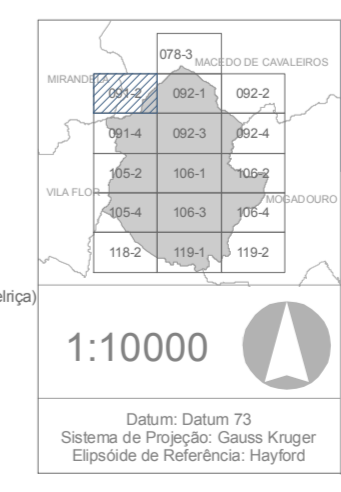 078-3
MACEDO DE CAVALEIROS
MIRANDELA
091-2 092-1 092-2
091-4 092-3 092-4
105-2 106-1 106-2
VILA FLOR
MOGADOURO
105-4 106-3 106-4
118-2 119-1 119-2
elriça)
1:10000
Datum: Datum 73
Sistema de Projeção: Gauss Kruger
Elipsóide de Referência: Hayford